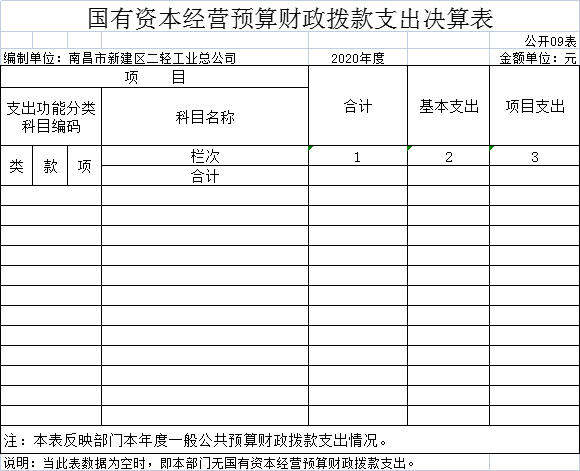 国有资本经营预算财政拨款支出决算表
公开09表
编制单位：南昌市新建区二轻工业总公司 2020年度 金额单位：元
项 目 合计 基本支出 项目支出
支出功能分类科目编码 科目名称
类 款 项 栏次 1 2 3
合计
注：本表反映部门本年度一般公共预算财政拨款支出情况。
说明：当此表数据为空时，即本部门无国有资本经营预算财政拨款支出。